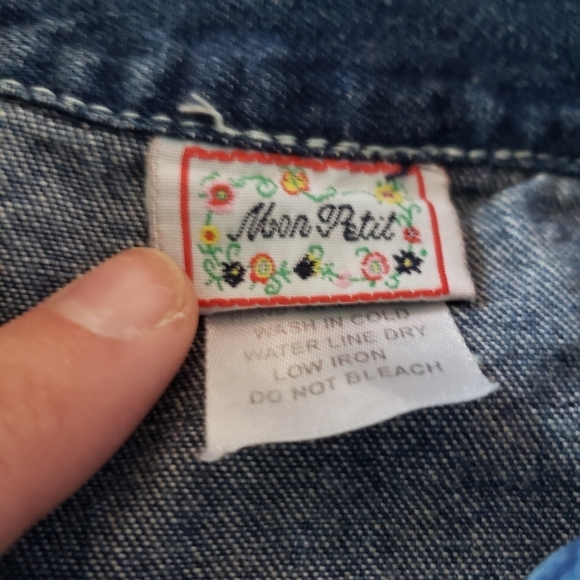 Mon Petit
WASH IN COLD
WATER LINE DRY
LOW IRON
DO NOT BLEACH